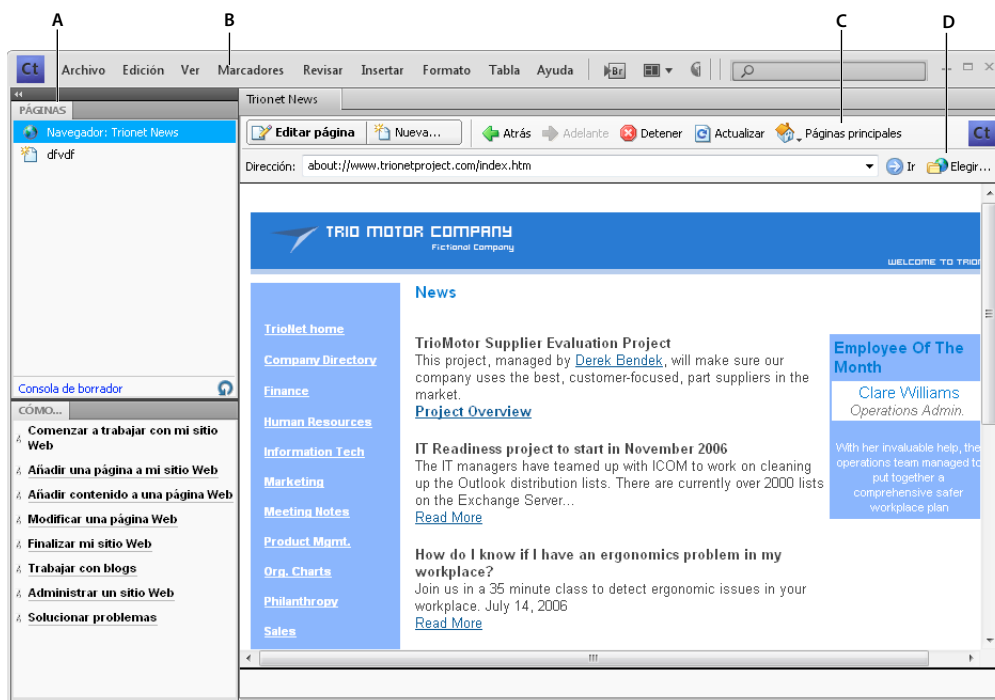 A B C D
Ct Archivo Edición Ver Marcadores Revisar Insertar Formato Tabla Ayuda Br
PÁGINAS
Navegador: Trionet News
dfvdf
Consola de borrador
CÓMO...
Comenzar a trabajar con mi sitio
Web
Añadir una página a mi sitio Web
Añadir contenido a una página Web
Modificar una página Web
Finalizar mi sitio Web
Trabajar con blogs
Administrar un sitio Web
Solucionar problemas
Trionet News
Editar página Nueva... Atrás Adelante Detener Actualizar Páginas principales Ct
Dirección: about://www.trionetproject.com/index.htm Ir Elegir...
TRIO MOTOR COMPANY
Fictional Company
WELCOME TO TRION
TrioNet home
Company Directory
Finance
Human Resources
Information Tech
Marketing
Meeting Notes
Product Mgmt.
Org. Charts
Philanthropy
Sales
News
TrioMotor Supplier Evaluation Project
This project, managed by Derek Bendek, will make sure our
company uses the best, customer-focused, part suppliers in the
market.
Project Overview
IT Readiness project to start in November 2006
The IT managers have teamed up with ICOM to work on cleaning
up the Outlook distribution lists. There are currently over 2000 lists
on the Exchange Server...
Read More
How do I know if I have an ergonomics problem in my
workplace?
Join us in a 35 minute class to detect ergonomic issues in your
workplace. July 14, 2006
Read More
Employee Of The
Month
Clare Williams
Operations Admin.
With her invaluable help, the
operations team managed to
put together a
comprehensive safer
workplace plan